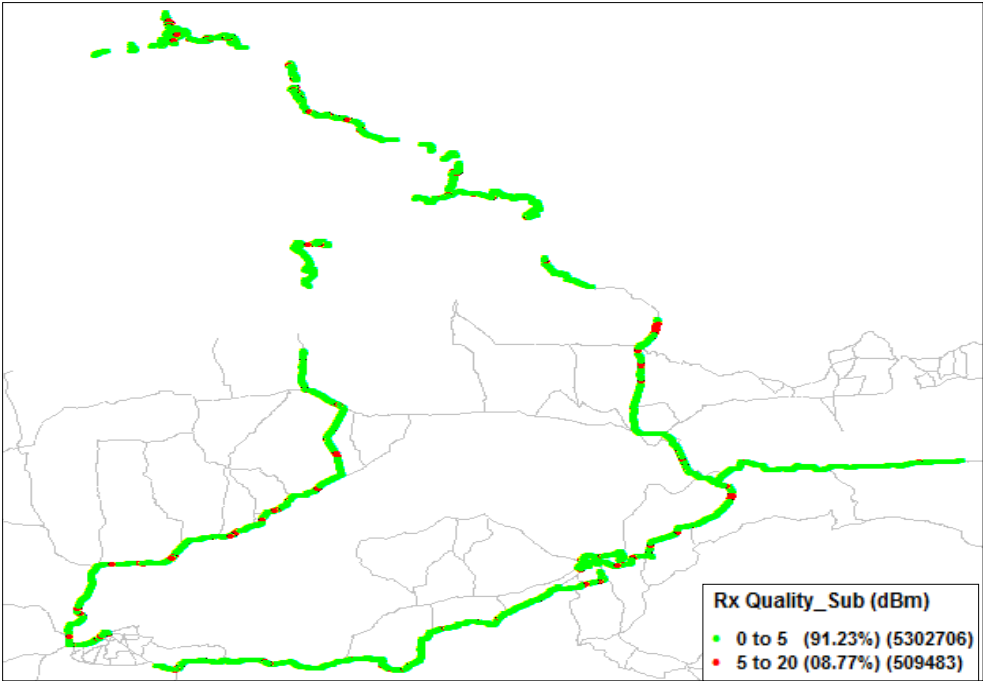 Rx Quality_Sub (dBm)
0 to 5 (91.23%) (5302706)
5 to 20 (08.77%) (509483)